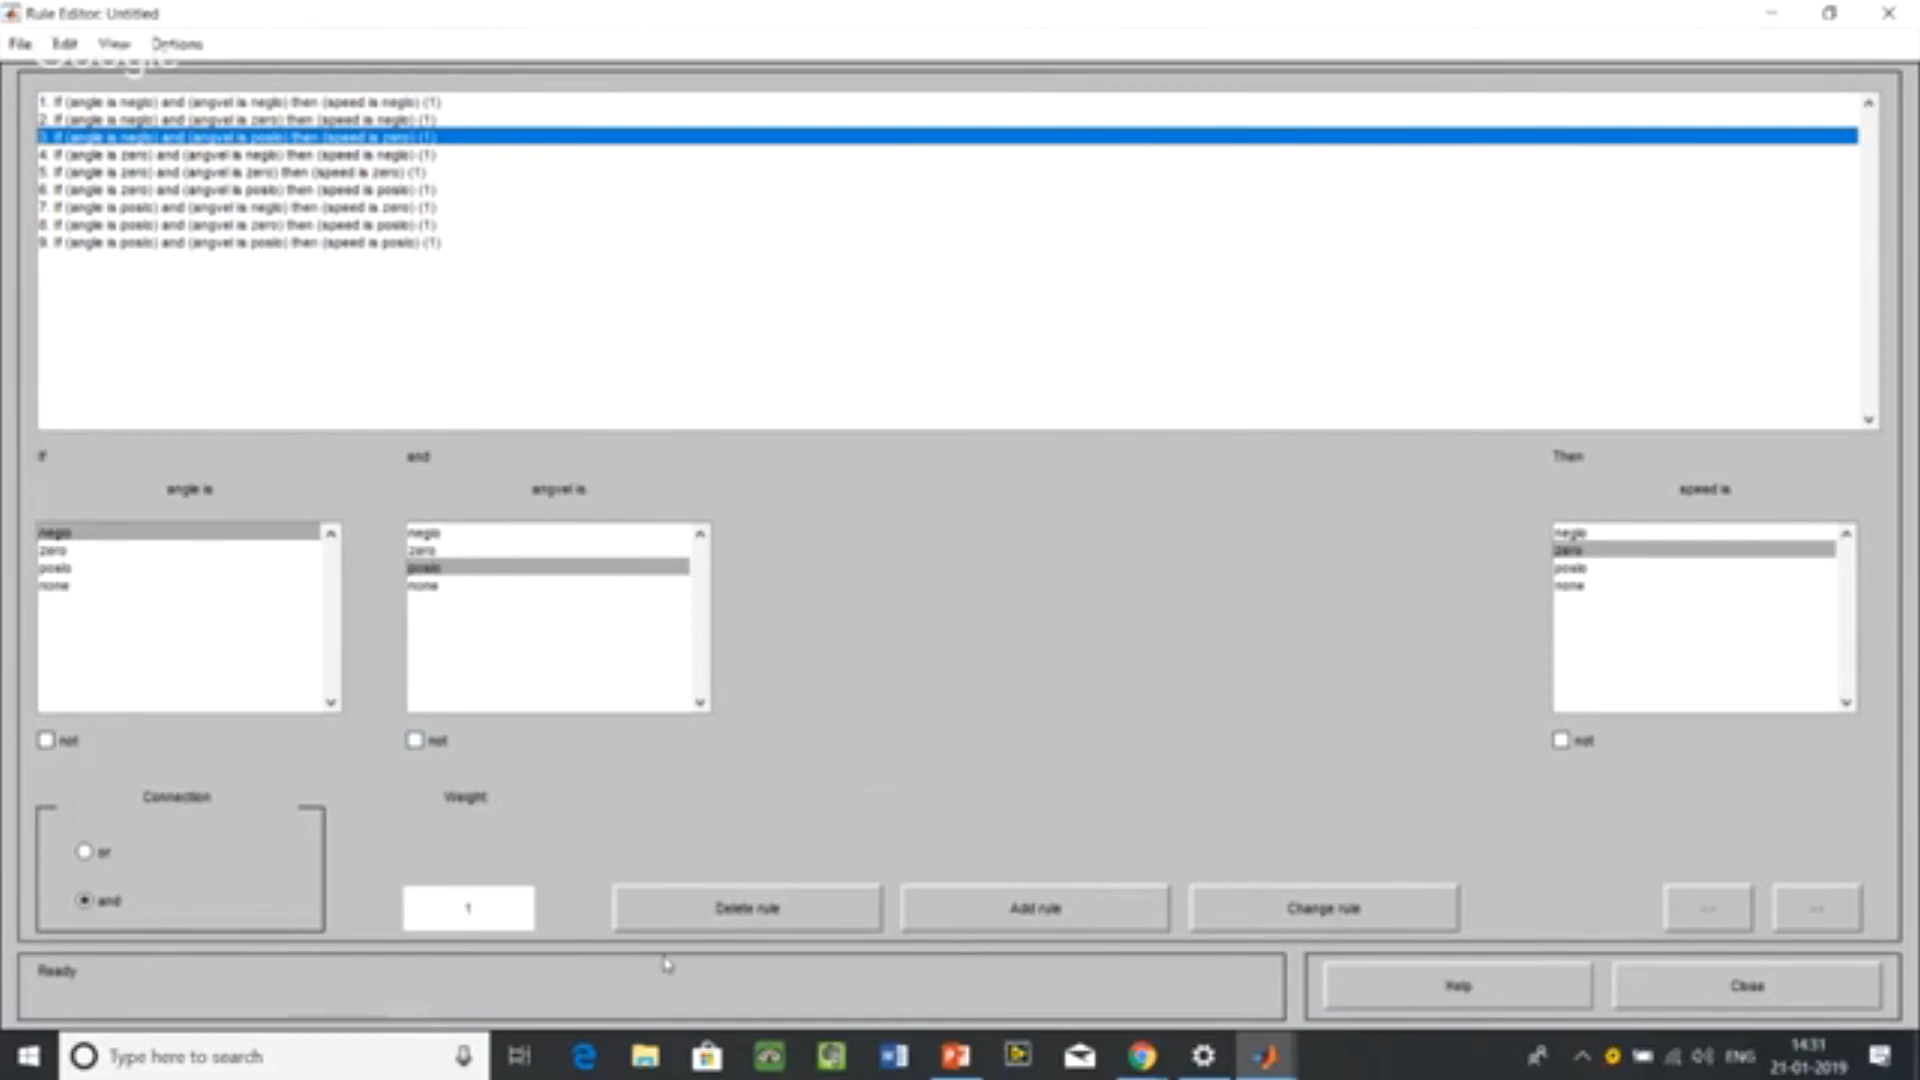 Rule Editor: Untitled
File Edit View Options
Google
1. If (angle is neglo) and (angvel is neglo) then (speed is neglo) (1)
2. If (angle is neglo) and (angvel is zero) then (speed is neglo) (1)
3. If (angle is neglo) and (angvel is poslo) then (speed is zero) (1)
4. If (angle is zero) and (angvel is neglo) then (speed is neglo) (1)
5. If (angle is zero) and (angvel is zero) then (speed is zero) (1)
6. If (angle is zero) and (angvel is poslo) then (speed is poslo) (1)
7. If (angle is poslo) and (angvel is neglo) then (speed is zero) (1)
8. If (angle is poslo) and (angvel is zero) then (speed is poslo) (1)
9. If (angle is poslo) and (angvel is poslo) then (speed is poslo) (1)
If and Then
angle is angvel is speed is
neglo neglo neglo
zero zero zero
poslo poslo poslo
none none none
not not not
Connection Weight:
or
and 1 Delete rule Add rule Change rule
Ready Help Close
Type here to search ENG 14:31
21-01-2019